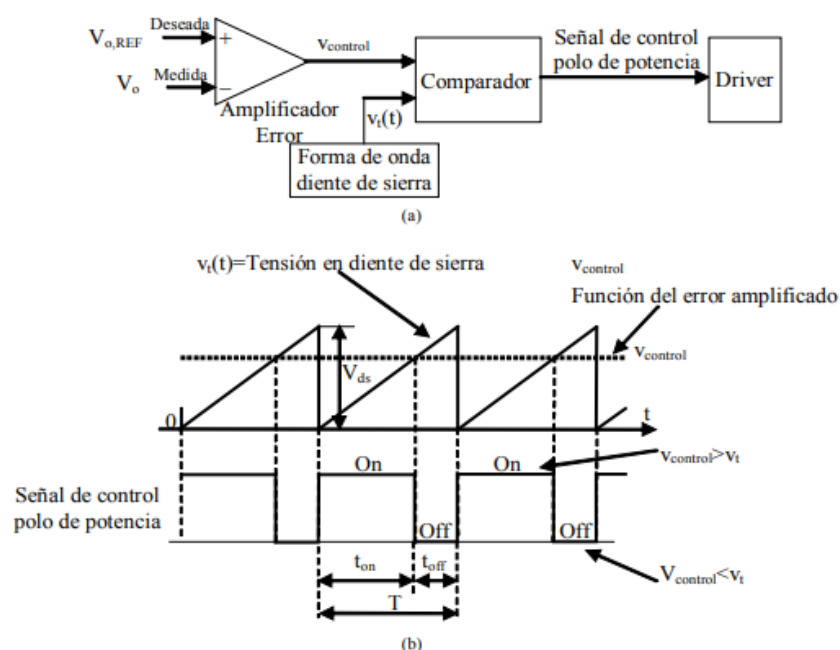 Deseada
V_o,REF
+
V_o
Medida
−
v_control
Amplificador
Error
v_t(t)
Forma de onda
diente de sierra
Comparador
Señal de control
polo de potencia
Driver
(a)
v_t(t)=Tensión en diente de sierra
v_control
Función del error amplificado
v_control
V_ds
0
t
On
On
v_control>v_t
Señal de control
polo de potencia
Off
Off
t_on
t_off
V_control<v_t
T
(b)